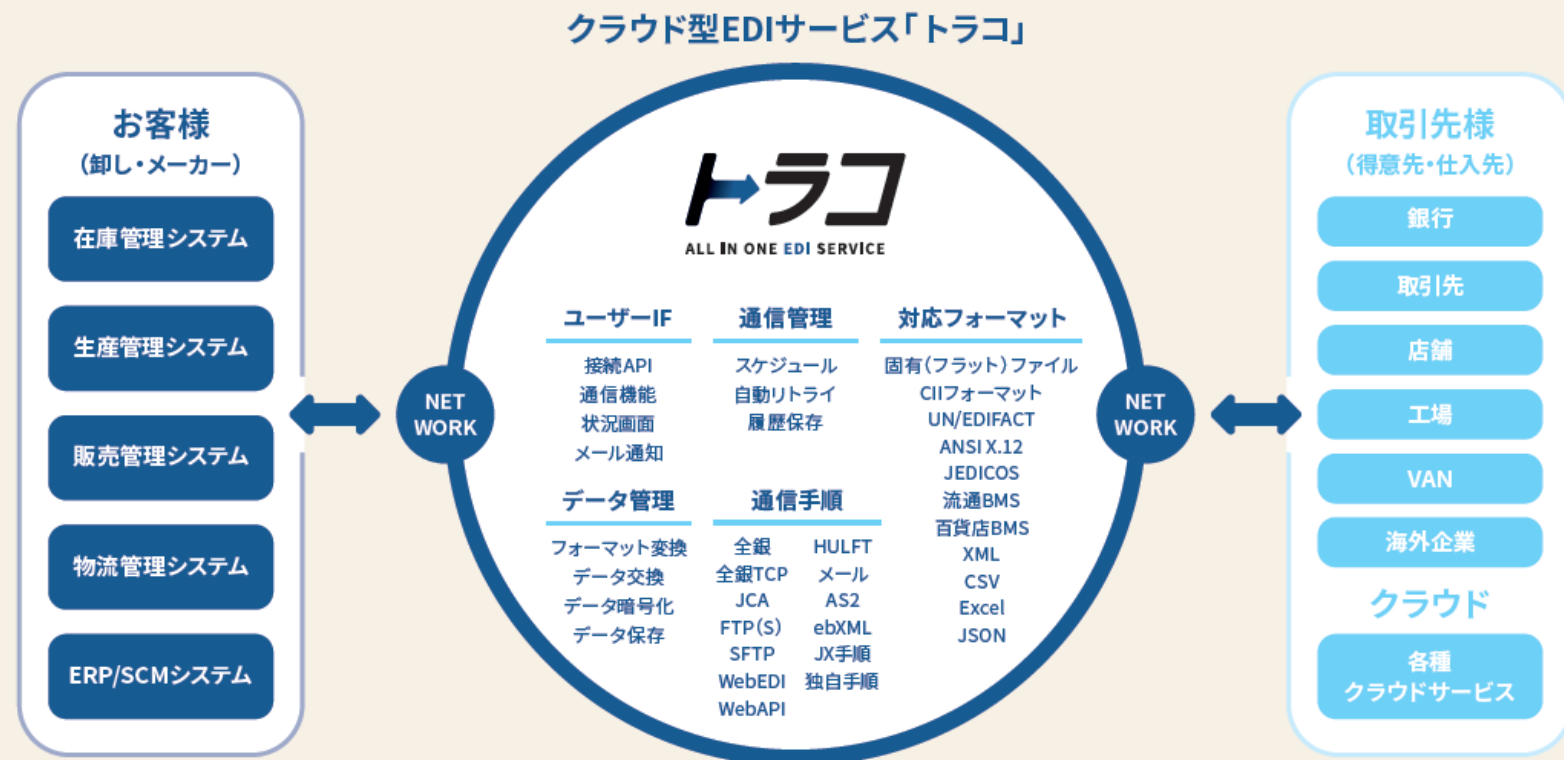 クラウド型EDIサービス「トラコ」
お客様
（卸し・メーカー）
在庫管理システム
生産管理システム
販売管理システム
物流管理システム
ERP/SCMシステム
NET
WORK
トラコ
ALL IN ONE EDI SERVICE
ユーザーIF
接続API
通信機能
状況画面
メール通知
通信管理
スケジュール
自動リトライ
履歴保存
対応フォーマット
固有（フラット）ファイル
CIIフォーマット
UN/EDIFACT
ANSI X.12
JEDICOS
流通BMS
百貨店BMS
XML
CSV
Excel
JSON
データ管理
フォーマット変換
データ交換
データ暗号化
データ保存
通信手順
全銀
全銀TCP
JCA
FTP(S)
SFTP
WebEDI
WebAPI
HULFT
メール
AS2
ebXML
JX手順
独自手順
NET
WORK
取引先様
（得意先・仕入先）
銀行
取引先
店舗
工場
VAN
海外企業
クラウド
各種
クラウドサービス